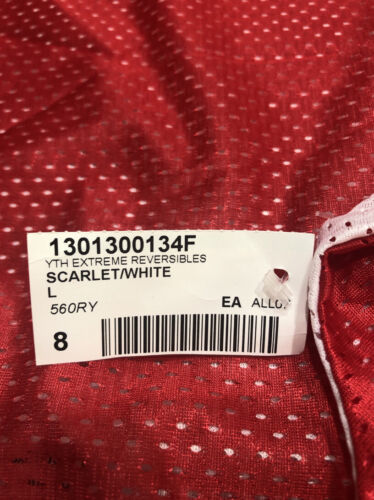 1301300134F
YTH EXTREME REVERSIBLES
SCARLET/WHITE
L
560RY EA
8